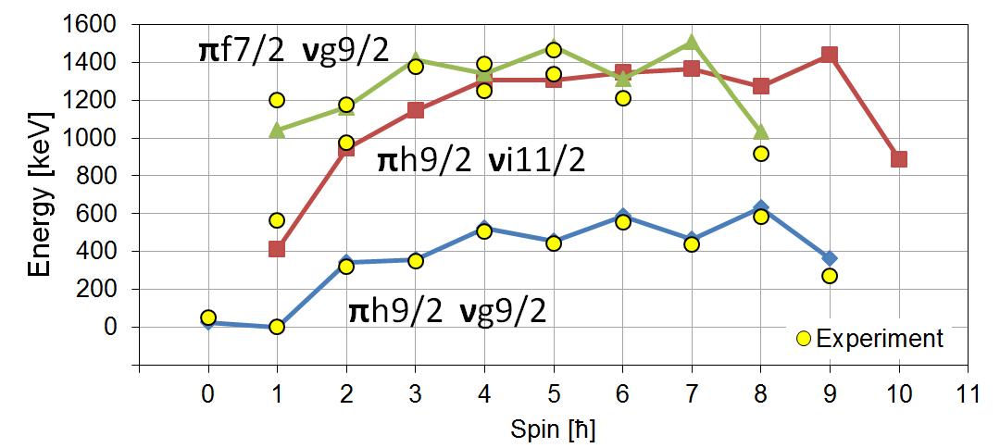 1600
1400
1200
1000
800
600
400
200
0
Energy [keV]
πf7/2 νg9/2
πh9/2 νi11/2
πh9/2 νg9/2
Experiment
0 1 2 3 4 5 6 7 8 9 10 11
Spin [ħ]